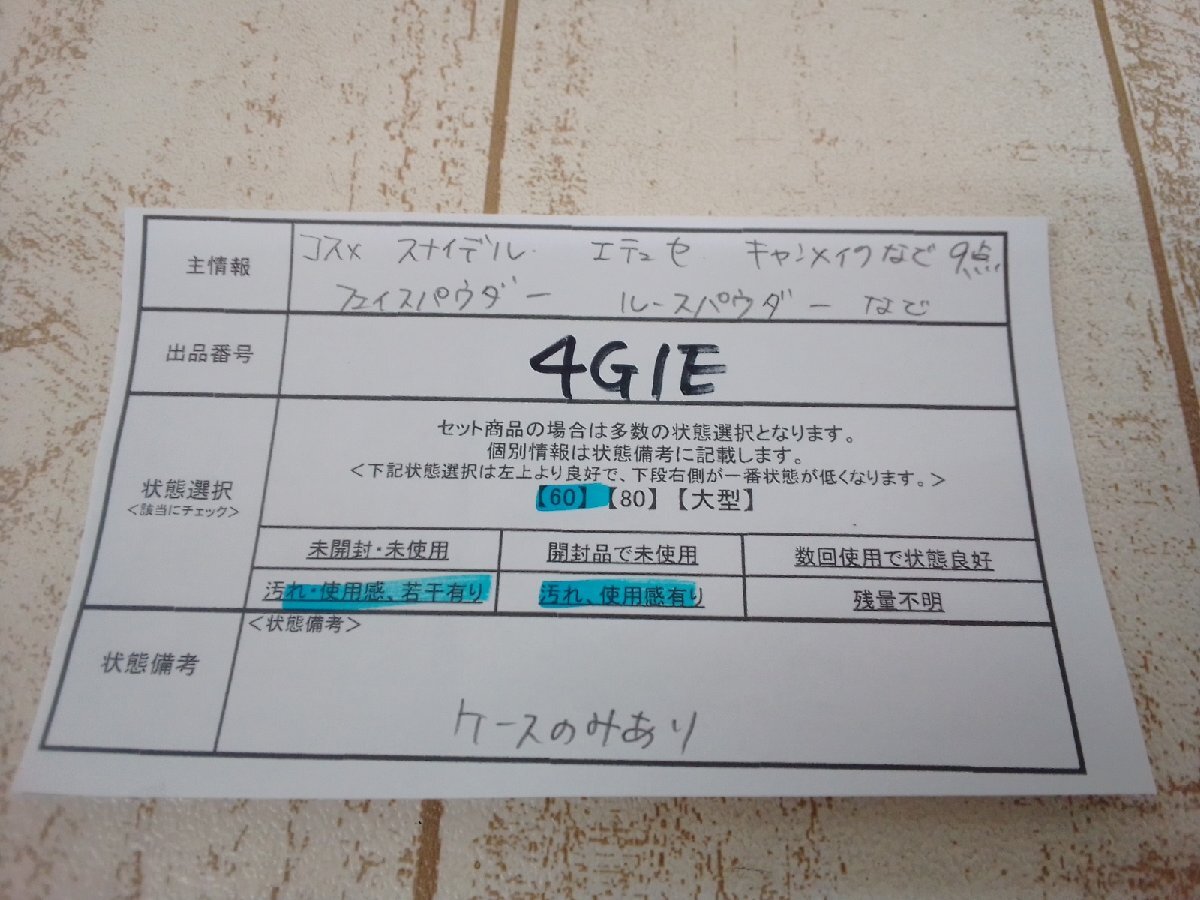 主情報
コスメ スナイデル エテュセ キャンメイクなど9点
フェイスパウダー ルースパウダー など
出品番号
4G1E
状態選択
<該当にチェック>
セット商品の場合は多数の状態選択となります。
個別情報は状態備考に記載します。
<下記状態選択は左上より良好で、下段右側が一番状態が低くなります。>
【60】【80】【大型】
未開封・未使用 開封品で未使用 数回使用で状態良好
汚れ・使用感、若干有り 汚れ、使用感有り 残量不明
状態備考
<状態備考>
ケースのみあり